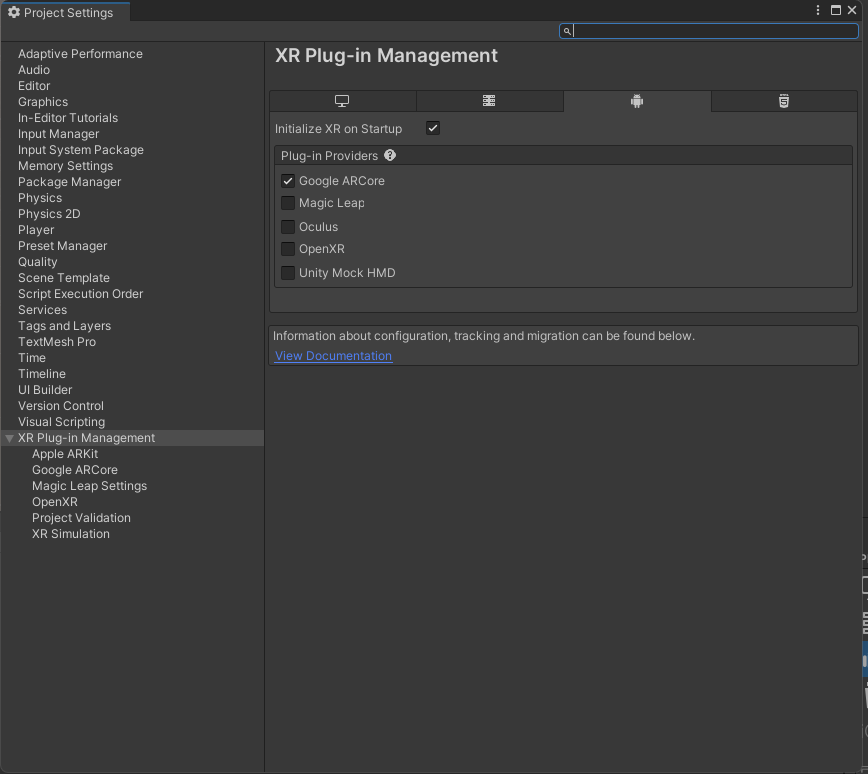 Project Settings
XR Plug-in Management
Adaptive Performance
Audio
Editor
Graphics
In-Editor Tutorials
Input Manager
Input System Package
Memory Settings
Package Manager
Physics
Physics 2D
Player
Preset Manager
Quality
Scene Template
Script Execution Order
Services
Tags and Layers
TextMesh Pro
Time
Timeline
UI Builder
Version Control
Visual Scripting
XR Plug-in Management
Apple ARKit
Google ARCore
Magic Leap Settings
OpenXR
Project Validation
XR Simulation
Initialize XR on Startup
Plug-in Providers
Google ARCore
Magic Leap
Oculus
OpenXR
Unity Mock HMD
Information about configuration, tracking and migration can be found below.
View Documentation